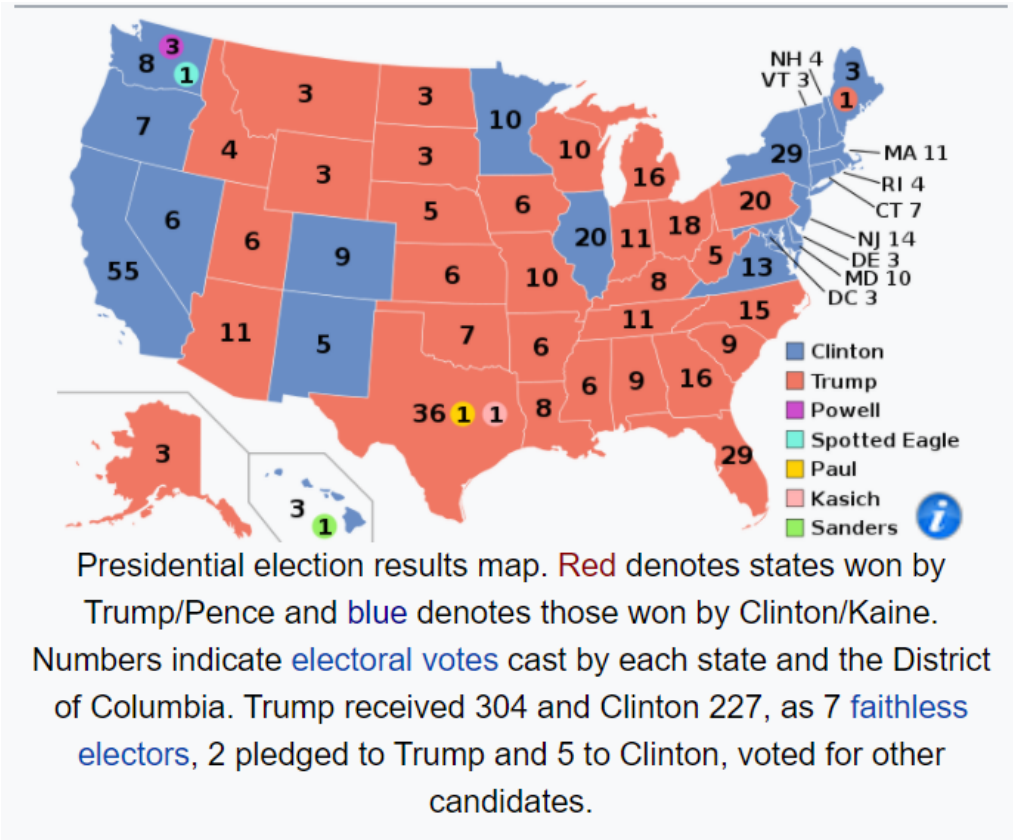 NH 4
VT 3
3
1
8
3
1
7
4
3
3
3
3
10
10
16
29
MA 11
RI 4
CT 7
NJ 14
DE 3
MD 10
DC 3
6
55
6
9
5
6
6
10
20
11
18
20
5
13
8
11
5
7
6
11
15
9
6
9
16
8
36
1
1
29
3
3
1
Clinton
Trump
Powell
Spotted Eagle
Paul
Kasich
Sanders
i
Presidential election results map. Red denotes states won by
Trump/Pence and blue denotes those won by Clinton/Kaine.
Numbers indicate electoral votes cast by each state and the District
of Columbia. Trump received 304 and Clinton 227, as 7 faithless
electors, 2 pledged to Trump and 5 to Clinton, voted for other
candidates.